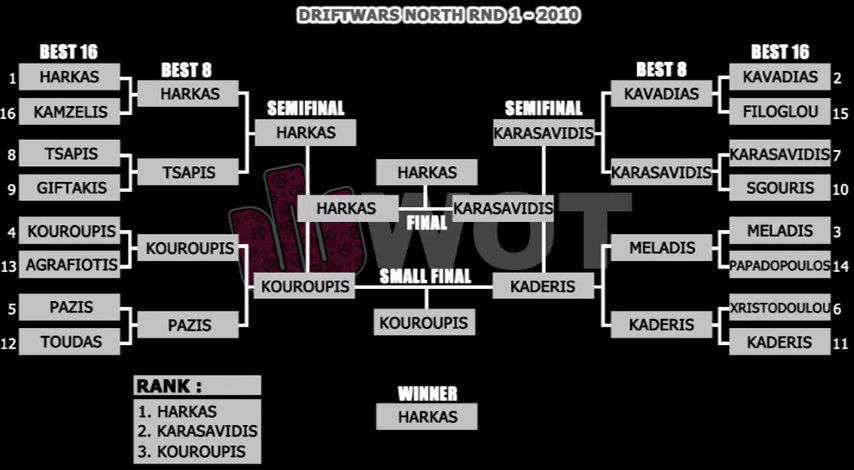 DRIFTWARS NORTH RND 1 - 2010
BEST 16
1 HARKAS
16 KAMZELIS
8 TSAPIS
9 GIFTAKIS
4 KOUROUPIS
13 AGRAFIOTIS
5 PAZIS
12 TOUDAS
BEST 8
HARKAS
TSAPIS
KOUROUPIS
PAZIS
SEMIFINAL
HARKAS
KOUROUPIS
HARKAS
HARKAS
FINAL
KARASAVIDIS
WOT
SMALL FINAL
KOUROUPIS
SEMIFINAL
KARASAVIDIS
KADERIS
BEST 8
KAVADIAS
KARASAVIDIS
MELADIS
KADERIS
BEST 16
KAVADIAS 2
FILOGLOU 15
KARASAVIDIS 7
SGOURIS 10
MELADIS 3
PAPADOPOULOS 14
XRISTODOULOU 6
KADERIS 11
RANK :
1. HARKAS
2. KARASAVIDIS
3. KOUROUPIS
WINNER
HARKAS